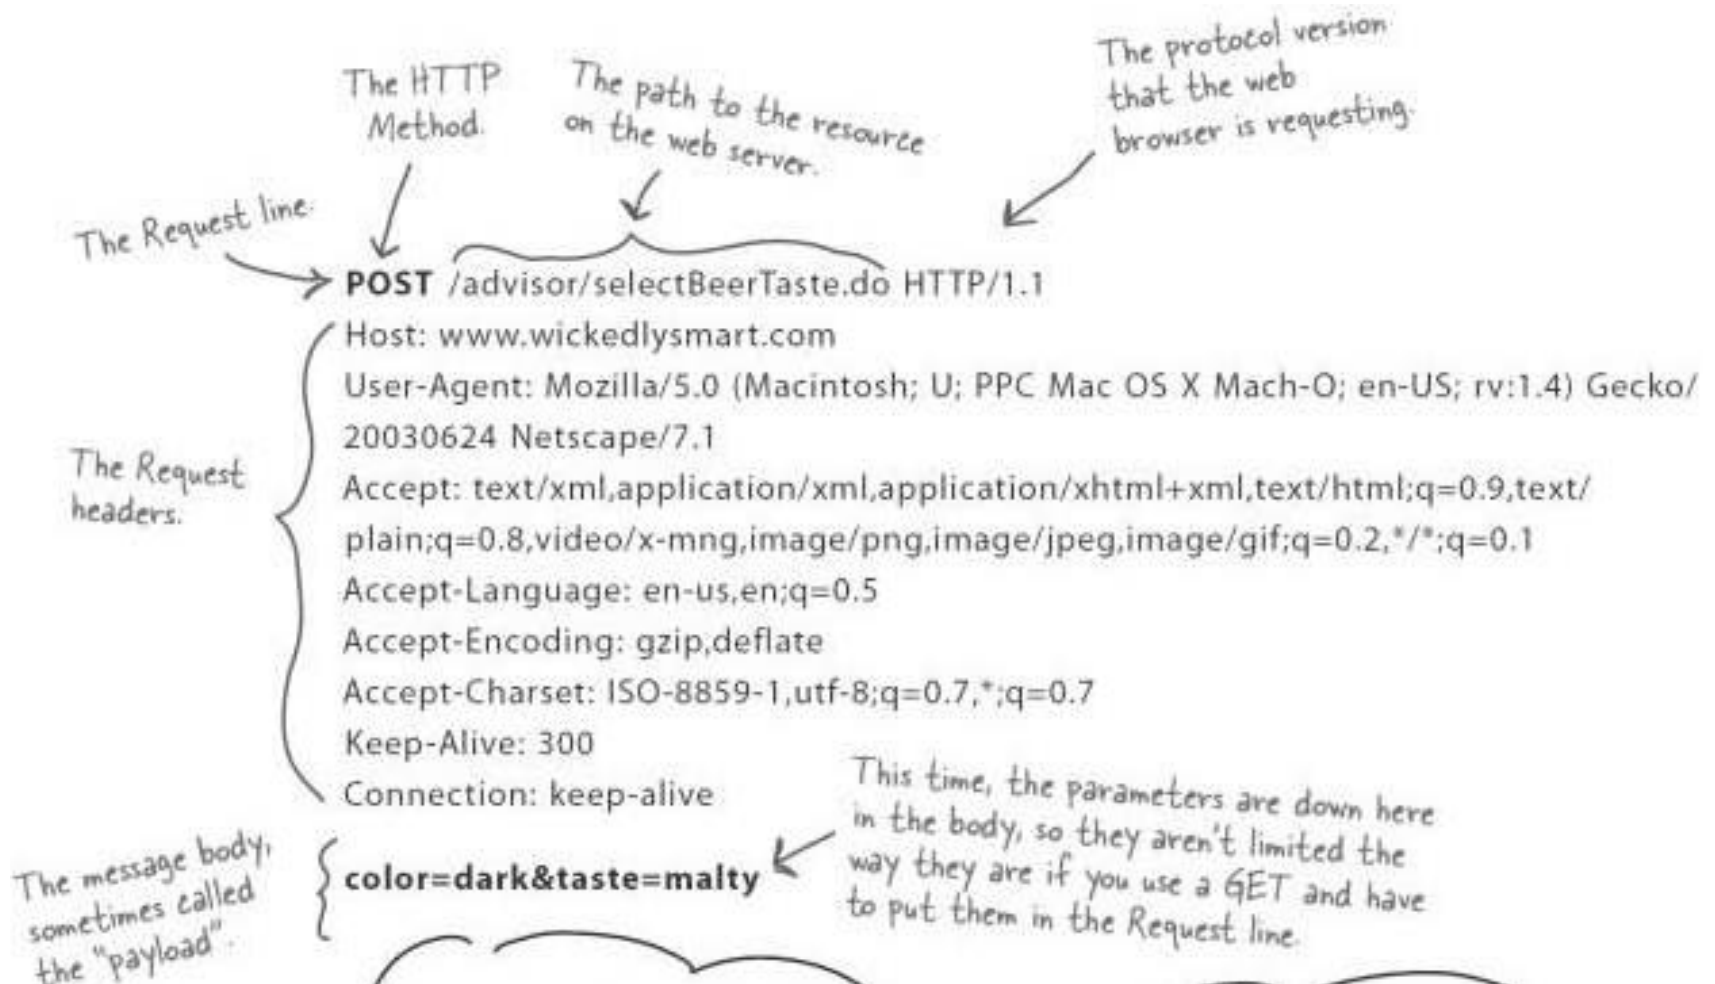 The HTTP
Method.
The path to the resource
on the web server.
The protocol version
that the web
browser is requesting.
The Request line.
POST /advisor/selectBeerTaste.do HTTP/1.1
Host: www.wickedlysmart.com
User-Agent: Mozilla/5.0 (Macintosh; U; PPC Mac OS X Mach-O; en-US; rv:1.4) Gecko/
20030624 Netscape/7.1
The Request
headers.
Accept: text/xml,application/xml,application/xhtml+xml,text/html;q=0.9,text/
plain;q=0.8,video/x-mng,image/png,image/jpeg,image/gif;q=0.2,*/*;q=0.1
Accept-Language: en-us,en;q=0.5
Accept-Encoding: gzip,deflate
Accept-Charset: ISO-8859-1,utf-8;q=0.7,*;q=0.7
Keep-Alive: 300
Connection: keep-alive
The message body,
sometimes called
the "payload".
color=dark&taste=malty
This time, the parameters are down here
in the body, so they aren't limited the
way they are if you use a GET and have
to put them in the Request line.